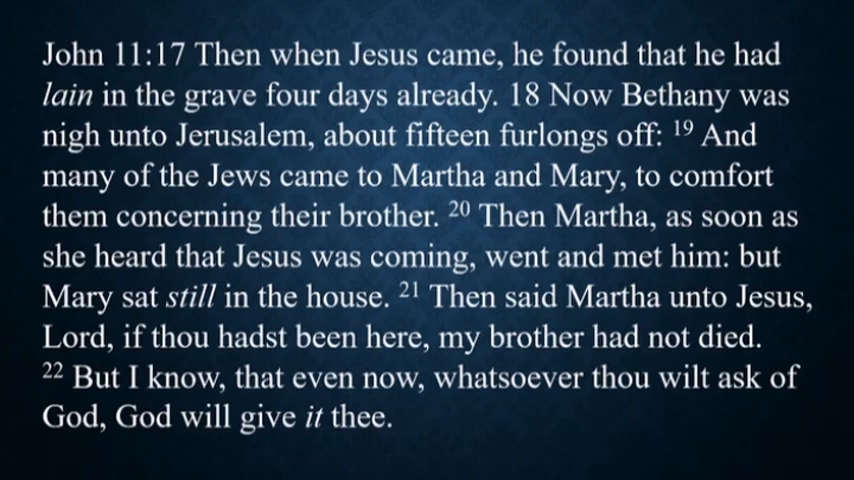 John 11:17 Then when Jesus came, he found that he had
lain in the grave four days already. 18 Now Bethany was
nigh unto Jerusalem, about fifteen furlongs off: 19 And
many of the Jews came to Martha and Mary, to comfort
them concerning their brother. 20 Then Martha, as soon as
she heard that Jesus was coming, went and met him: but
Mary sat still in the house. 21 Then said Martha unto Jesus,
Lord, if thou hadst been here, my brother had not died.
22 But I know, that even now, whatsoever thou wilt ask of
God, God will give it thee.